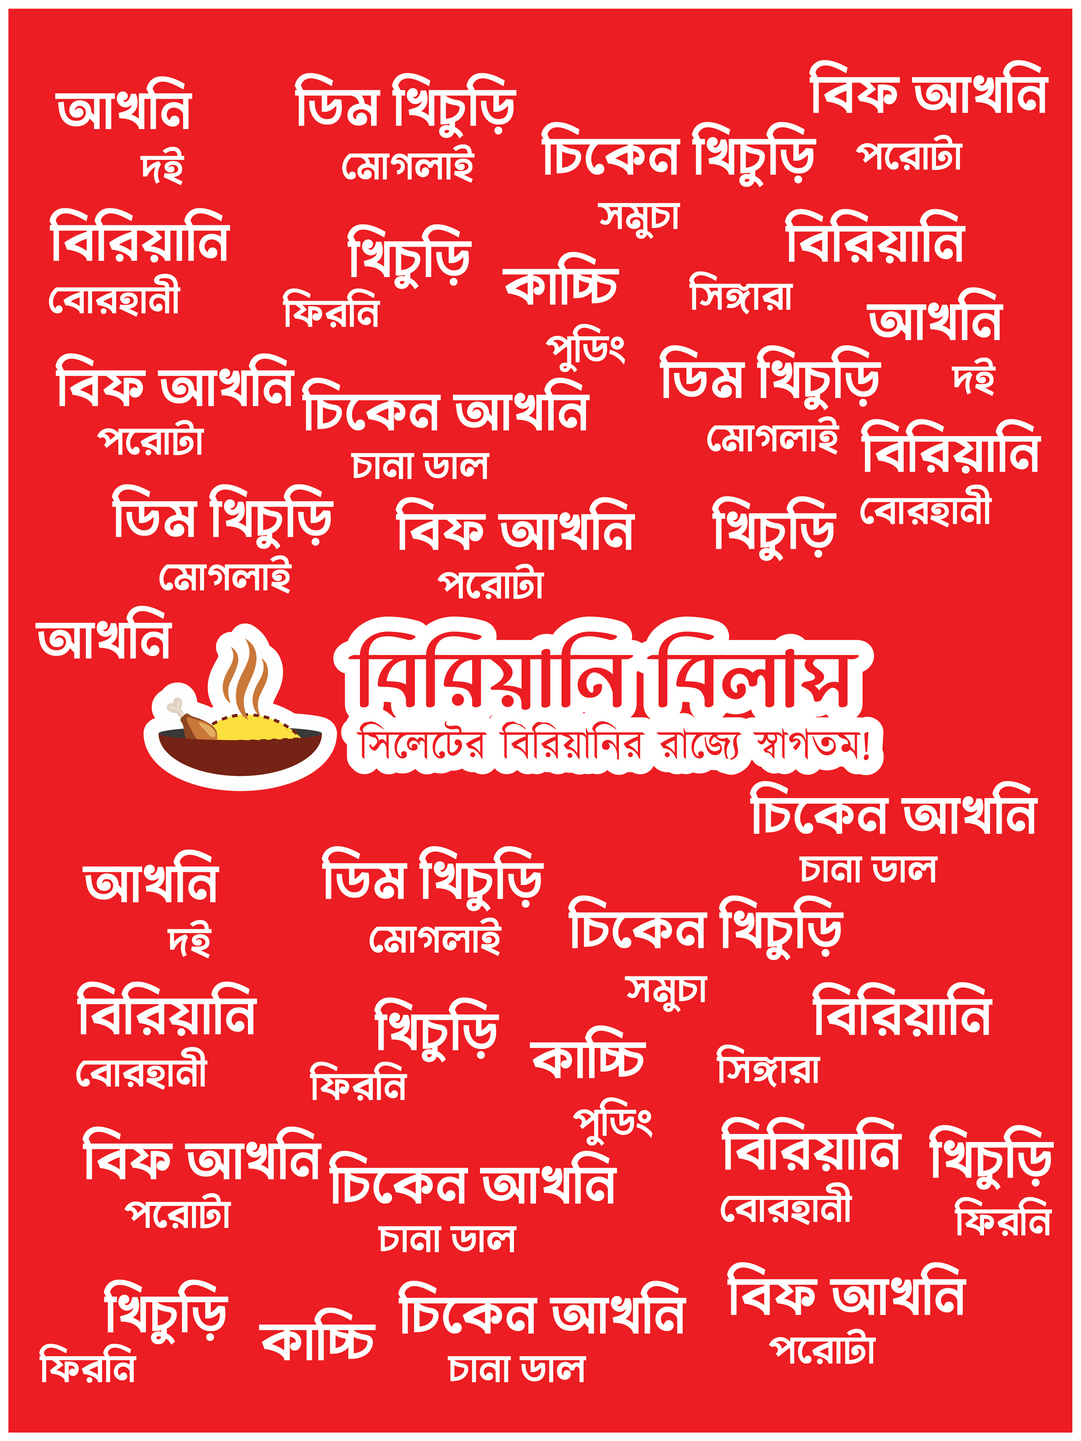 আখনি
দই
ডিম খিচুড়ি
মোগলাই
চিকেন খিচুড়ি
সমুচা
বিফ আখনি
পরোটা
বিরিয়ানি
বোরহানী
খিচুড়ি
ফিরনি
কাচ্চি
পুডিং
বিরিয়ানি
সিঙ্গারা
আখনি
দই
বিফ আখনি
পরোটা
চিকেন আখনি
চানা ডাল
ডিম খিচুড়ি
মোগলাই
বিরিয়ানি
বোরহানী
ডিম খিচুড়ি
মোগলাই
বিফ আখনি
পরোটা
খিচুড়ি
আখনি
বিরিয়ানি বিলাস
সিলেটের বিরিয়ানির রাজ্যে স্বাগতম!
চিকেন আখনি
চানা ডাল
আখনি
দই
ডিম খিচুড়ি
মোগলাই
চিকেন খিচুড়ি
সমুচা
বিরিয়ানি
বোরহানী
খিচুড়ি
ফিরনি
কাচ্চি
পুডিং
বিরিয়ানি
সিঙ্গারা
বিফ আখনি
পরোটা
চিকেন আখনি
চানা ডাল
বিরিয়ানি
বোরহানী
খিচুড়ি
ফিরনি
খিচুড়ি
ফিরনি
কাচ্চি
চিকেন আখনি
চানা ডাল
বিফ আখনি
পরোটা